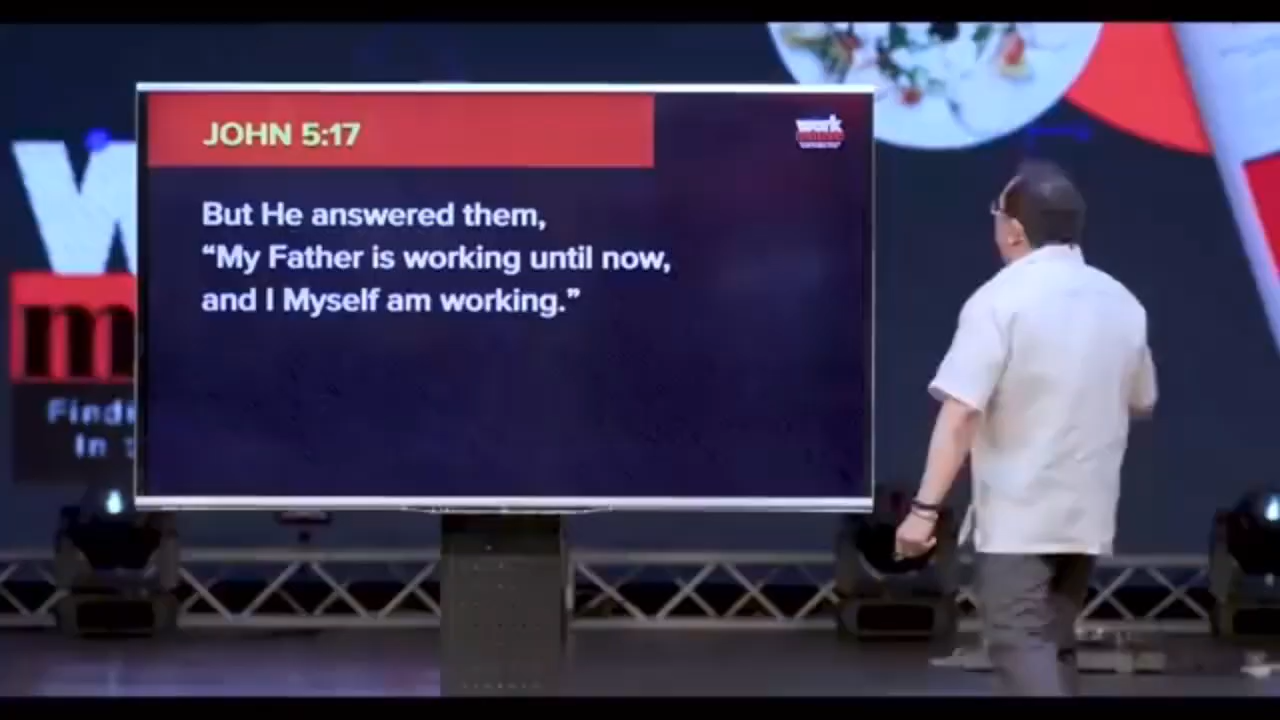 JOHN 5:17
work
But He answered them,
“My Father is working until now,
and I Myself am working.”